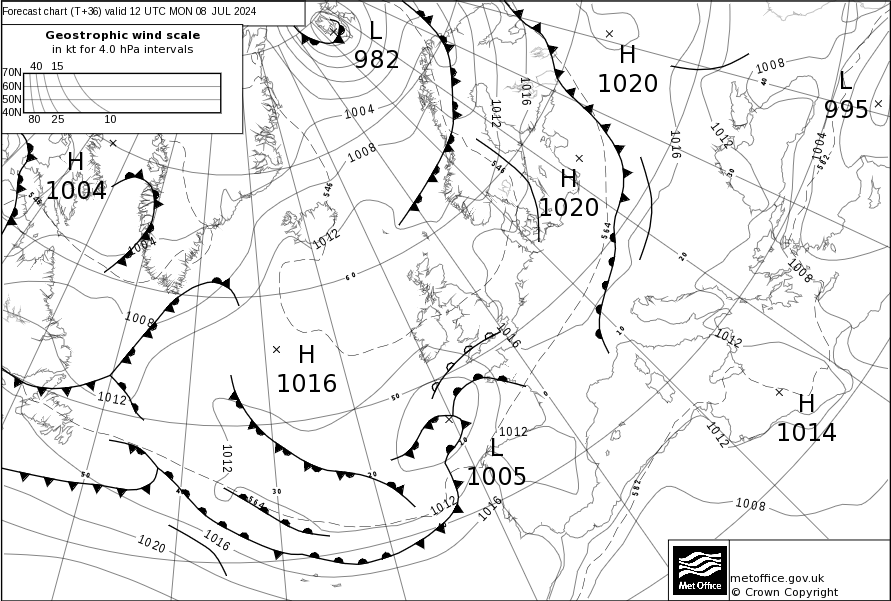 Forecast chart (T+36) valid 12 UTC MON 08 JUL 2024
Geostrophic wind scale
in kt for 4.0 hPa intervals
40 15
70N
60N
50N
40N
80 25 10
L
982
H
1020
1008
L
995
1016
1012
1004
1008
1016
1012
1004
582
546
H
1004
546
H
1020
546
564
1012
1004
1008
60
20
30
40
1008
1012
10
1016
H
1016
1012
50
0
H
1014
1012
1012
L
1005
10
1012
20
30
40
50
564
1012
1016
582
1008
1016
1020
Met Office
metoffice.gov.uk
© Crown Copyright